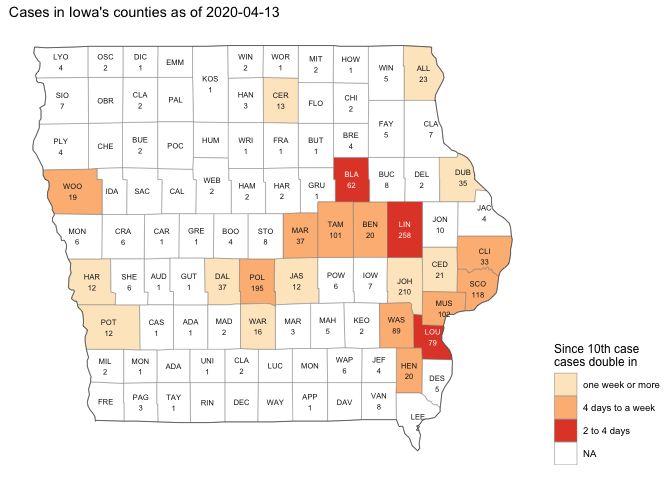 Cases in Iowa's counties as of 2020-04-13
LYO OSC DIC EMM WIN WOR MIT HOW
4 2 1 2 1 2 1
KOS
1
WIN
5
ALL
23
SIO OBR CLA PAL HAN CER FLO CHI
7 2 3 13 2
FAY
5
CLA
7
PLY CHE BUE POC HUM WRI FRA BUT BRE
4 2 1 1 1 4
WOO IDA SAC CAL WEB HAM HAR GRU BLA BUC DEL DUB
19 2 2 2 1 62 8 2 35
JAC
4
MON CRA CAR GRE BOO STO MAR TAM BEN LIN JON
6 6 1 1 4 8 37 101 20 258 10
CLI
33
HAR SHE AUD GUT DAL POL JAS POW IOW JOH CED
12 6 1 1 37 195 12 6 7 210 21
SCO
118
MUS
102
POT CAS ADA MAD WAR MAR MAH KEO WAS
12 1 1 2 16 3 5 2 89
LOU
79
MIL MON ADA UNI CLA LUC MON WAP JEF HEN
2 1 1 2 6 4 20
DES
5
FRE PAG TAY RIN DEC WAY APP DAV VAN
3 1 1 8
LEE
Since 10th case
cases double in
one week or more
4 days to a week
2 to 4 days
NA